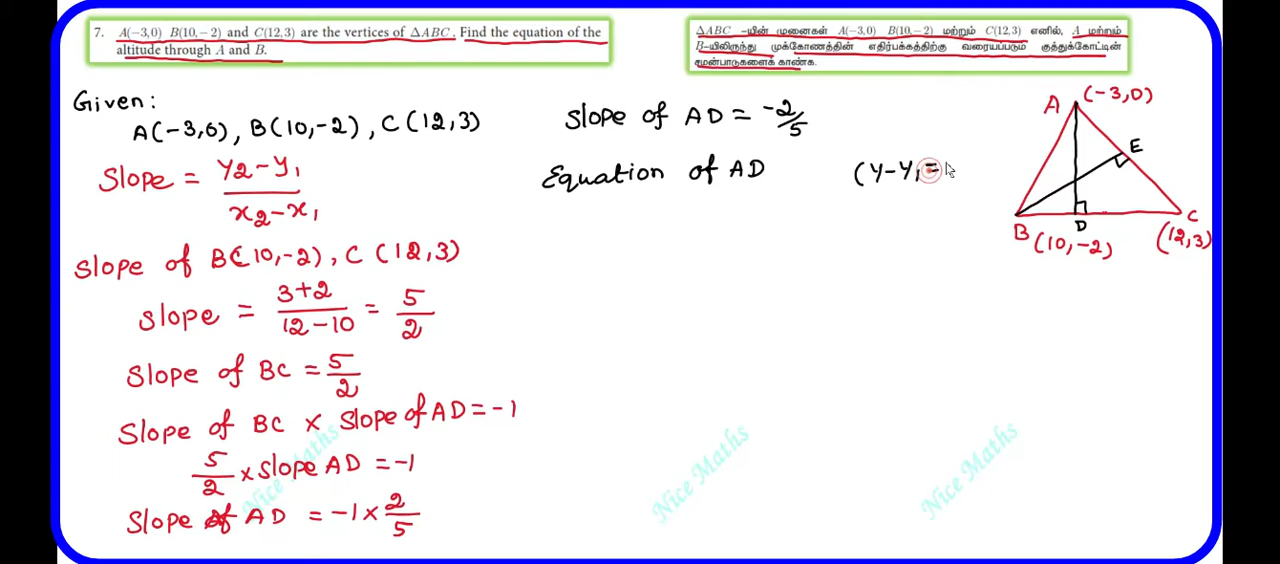 7. A(−3,0) B(10,−2) and C(12,3) are the vertices of ΔABC. Find the equation of the
altitude through A and B.
ΔABC -யின் முனைகள் A(−3,0) B(10,−2) மற்றும் C(12,3) எனில், A மற்றும்
B-யிலிருந்து முக்கோணத்தின் எதிர்பக்கத்திற்கு வரையப்படும் குத்துக்கோட்டின்
சமன்பாடுகளைக் காண்க.
Given:
A(−3,0), B(10,−2), C(12,3)
Slope = y2−y1
x2−x1
Slope of B(10,−2), C(12,3)
Slope = 3+2 = 5
12−10 2
Slope of BC = 5
2
Slope of BC × Slope of AD = −1
5 × Slope AD = −1
2
Slope of AD = −1 × 2
5
Slope of AD = −2/5
Equation of AD (y−y1 =
A (−3,0)
E
B (10,−2)
D
C (12,3)
Nice Maths
Nice Maths
Nice Maths